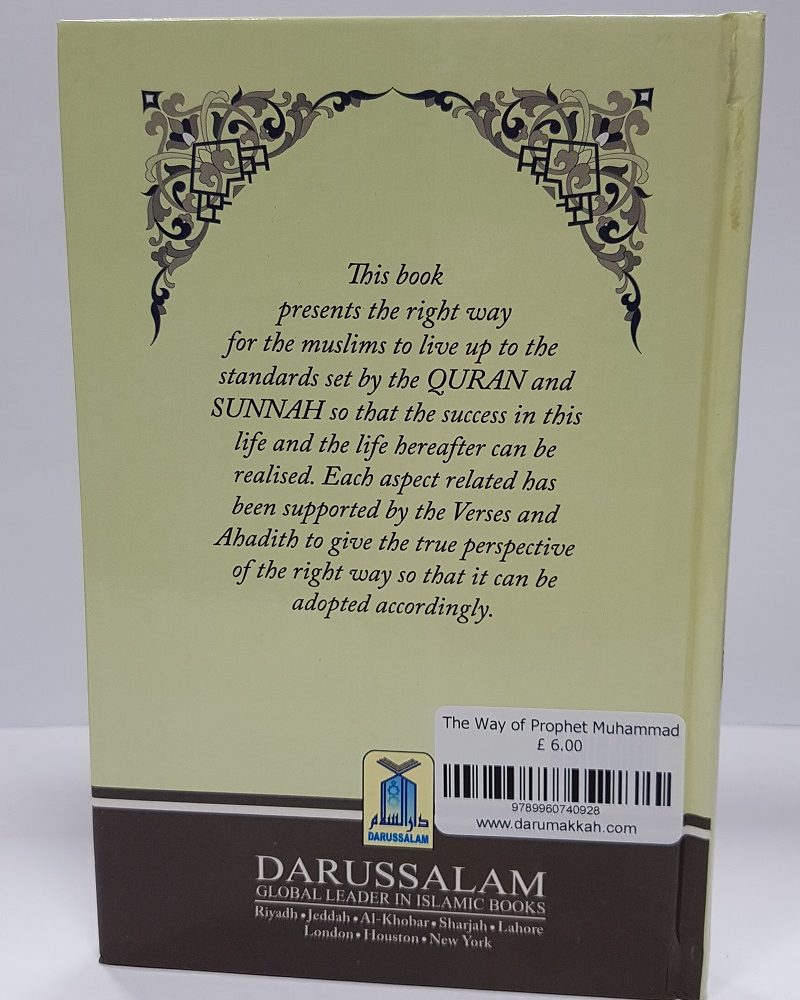 This book
presents the right way
for the muslims to live up to the
standards set by the QURAN and
SUNNAH so that the success in this
life and the life hereafter can be
realised. Each aspect related has
been supported by the Verses and
Ahadith to give the true perspective
of the right way so that it can be
adopted accordingly.
The Way of Prophet Muhammad
£ 6.00
9789960740928
www.darumakkah.com
دارالسلام
DARUSSALAM
DARUSSALAM
GLOBAL LEADER IN ISLAMIC BOOKS
Riyadh • Jeddah • Al-Khobar • Sharjah • Lahore
London • Houston • New York